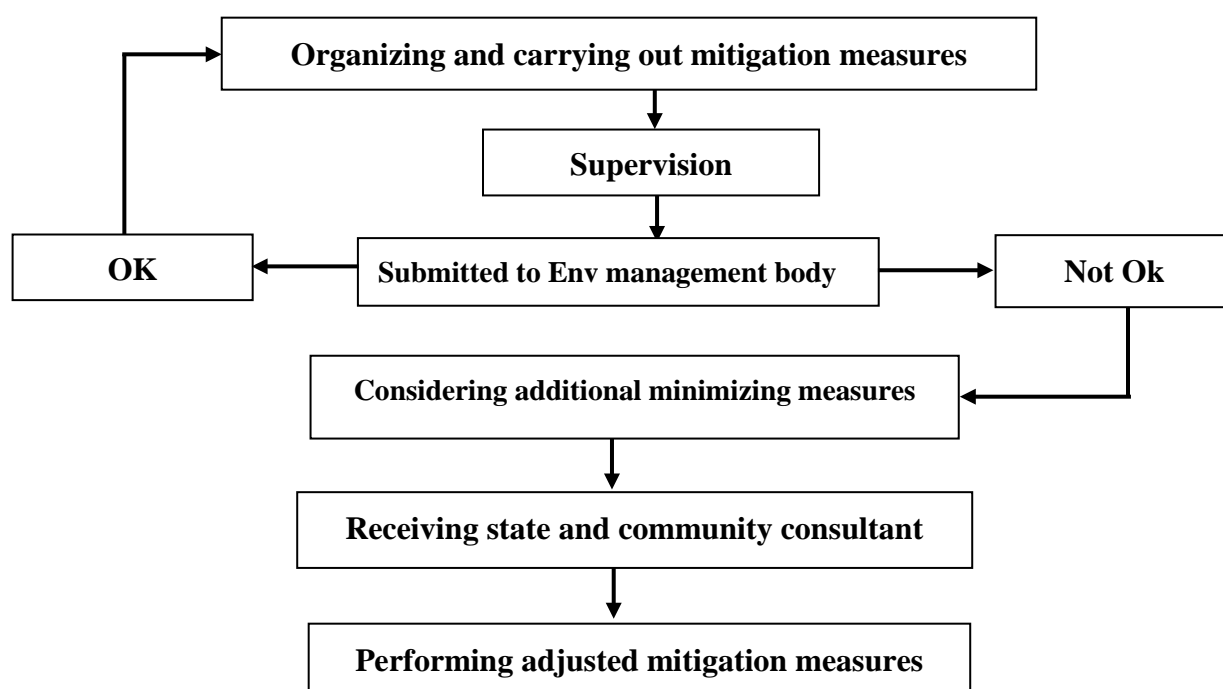 Organizing and carrying out mitigation measures
Supervision
OK
Submitted to Env management body
Not Ok
Considering additional minimizing measures
Receiving state and community consultant
Performing adjusted mitigation measures